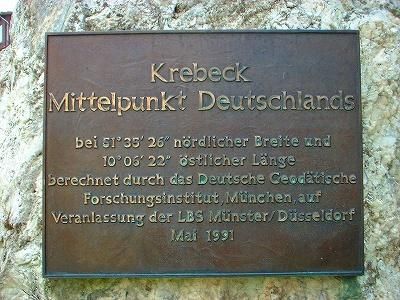 Krebeck
Mittelpunkt Deutschlands
bei 51°35'26" nördlicher Breite und
10°06'22" östlicher Länge
berechnet durch das Deutsche Geodätische
Forschungsinstitut, München, auf
Veranlassung der LBS Münster/Düsseldorf
Mai 1991